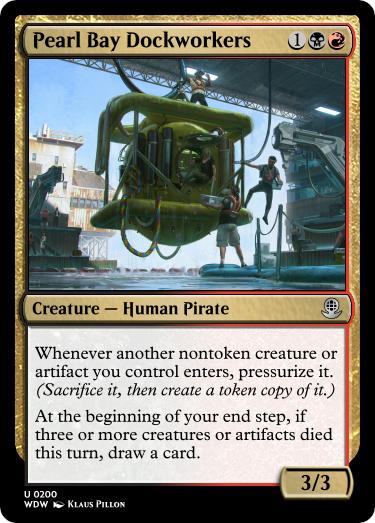 Pearl Bay Dockworkers 1
Creature — Human Pirate
Whenever another nontoken creature or
artifact you control enters, pressurize it.
(Sacrifice it, then create a token copy of it.)
At the beginning of your end step, if
three or more creatures or artifacts died
this turn, draw a card.
3/3
U 0200
WDW Klaus Pillon